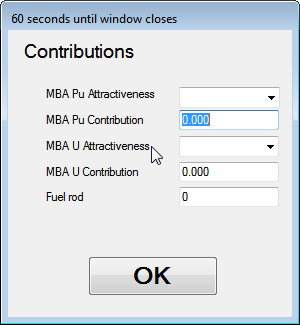 60 seconds until window closes
Contributions
MBA Pu Attractiveness
MBA Pu Contribution 0.000
MBA U Attractiveness
MBA U Contribution 0.000
Fuel rod 0
OK